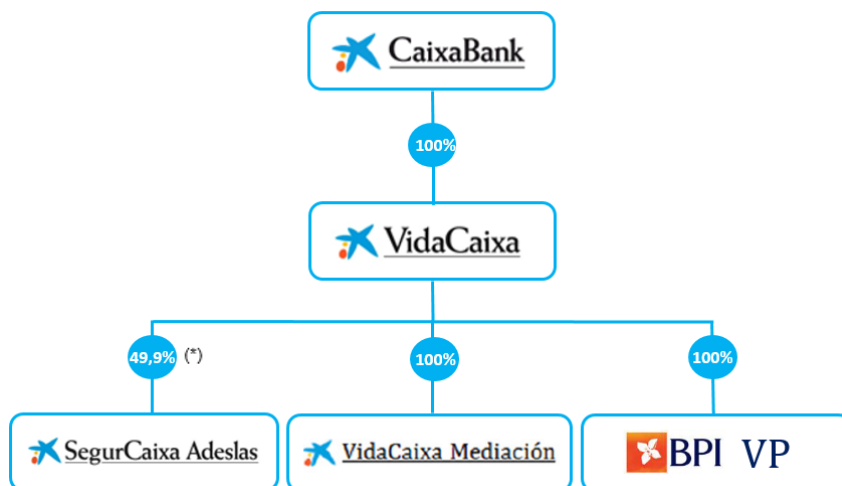 CaixaBank
100%
VidaCaixa
49,9% (*)
100%
100%
SegurCaixa Adeslas
VidaCaixa Mediación
BPI VP